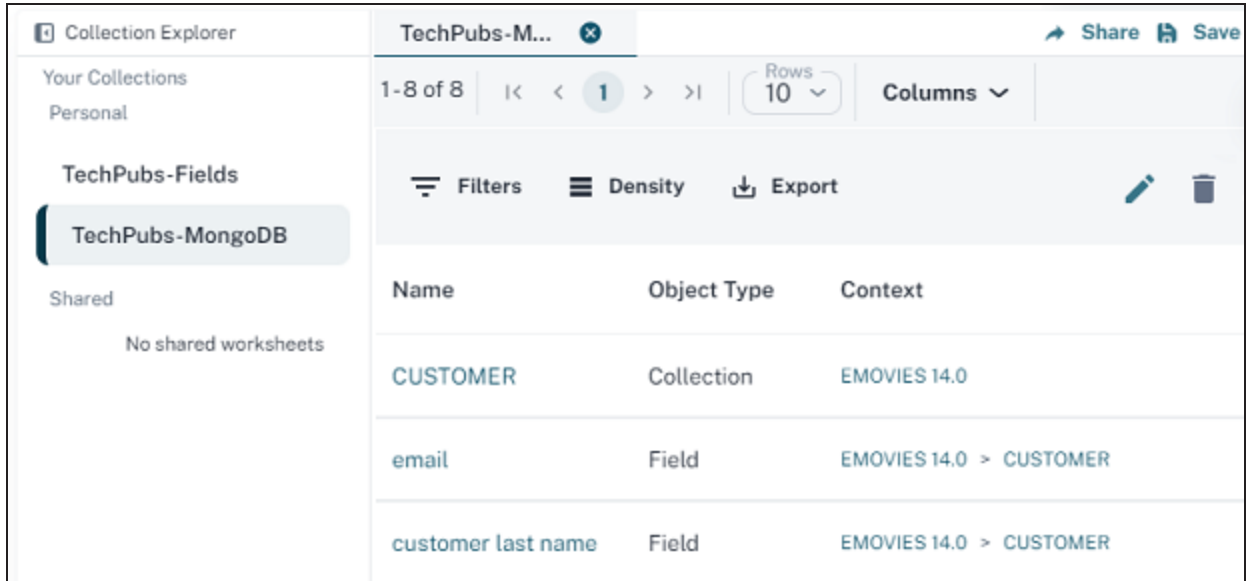 Collection Explorer
Your Collections
Personal
TechPubs-Fields
TechPubs-MongoDB
Shared
No shared worksheets
TechPubs-M...
Share Save
1-8 of 8 1 Rows 10 Columns
Filters Density Export
Name Object Type Context
CUSTOMER Collection EMOVIES 14.0
email Field EMOVIES 14.0 > CUSTOMER
customer last name Field EMOVIES 14.0 > CUSTOMER